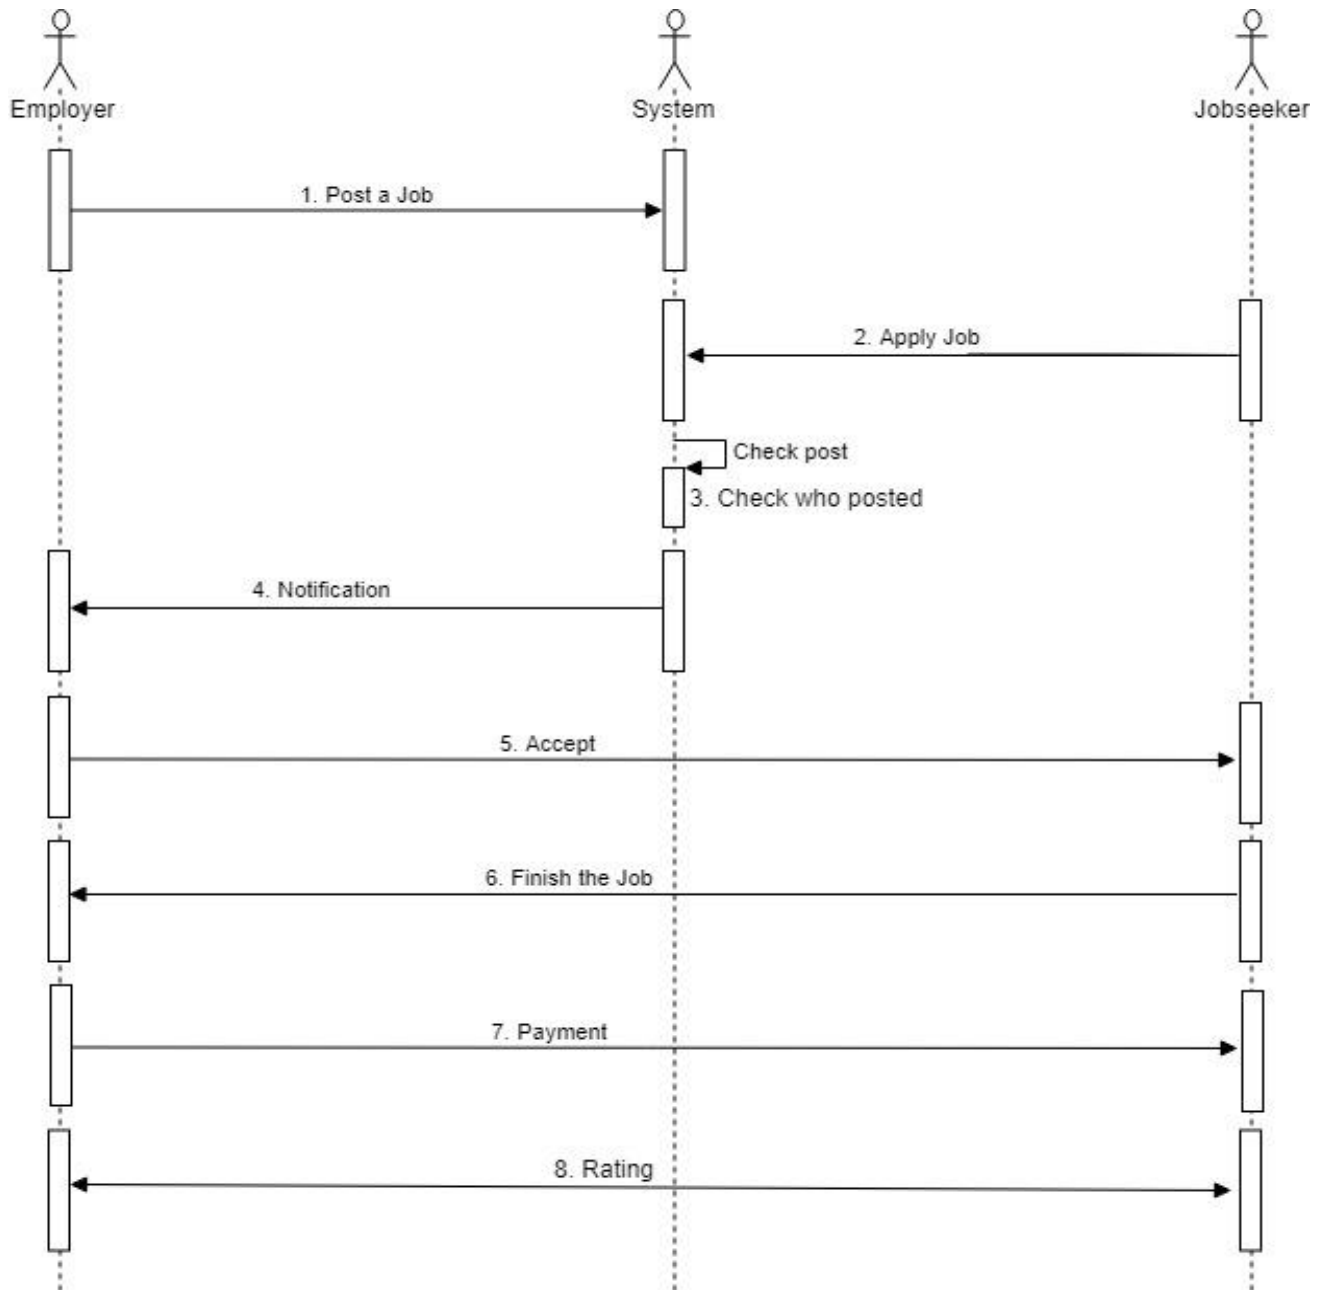 Employer
System
Jobseeker
1. Post a Job
2. Apply Job
Check post
3. Check who posted
4. Notification
5. Accept
6. Finish the Job
7. Payment
8. Rating